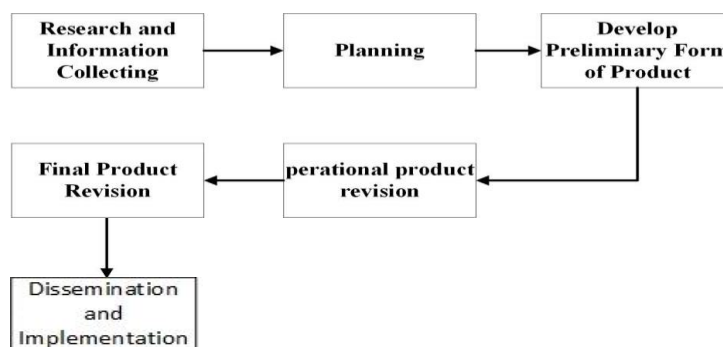 Research and
Information
Collecting
Planning
Develop
Preliminary Form
of Product
Final Product
Revision
perational product
revision
Dissemination
and
Implementation